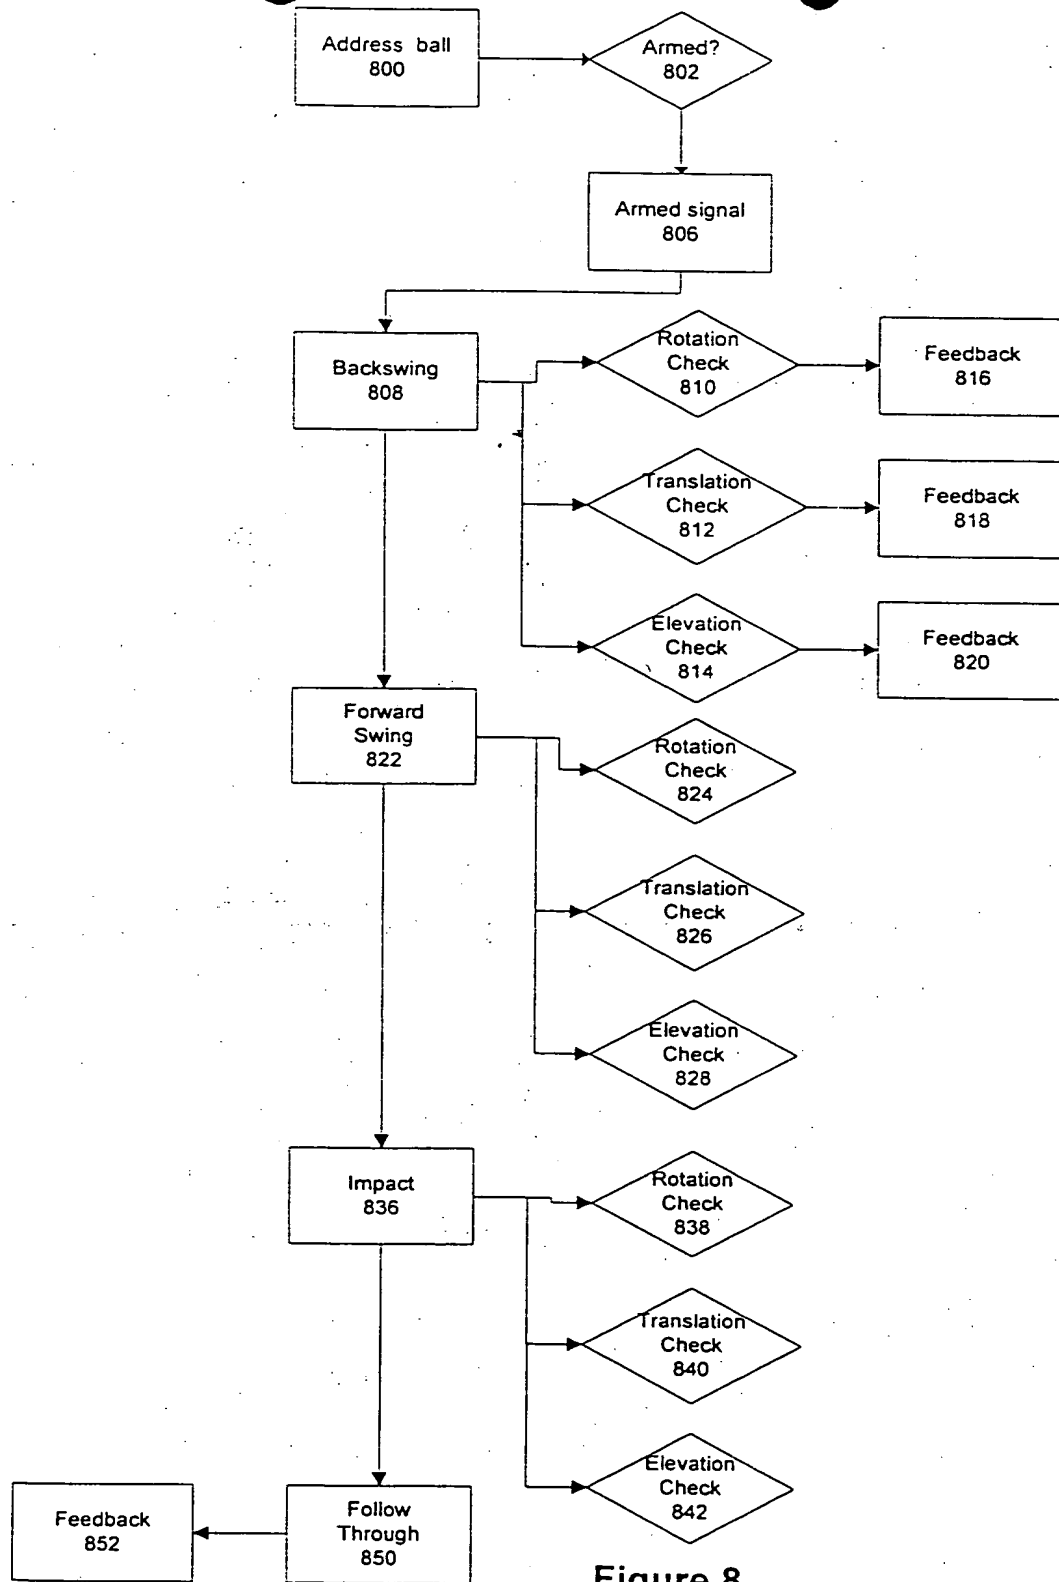 Address ball
800
Armed?
802
Armed signal
806
Backswing
808
Rotation
Check
810
Feedback
816
Translation
Check
812
Feedback
818
Elevation
Check
814
Feedback
820
Forward
Swing
822
Rotation
Check
824
Translation
Check
826
Elevation
Check
828
Impact
836
Rotation
Check
838
Translation
Check
840
Elevation
Check
842
Follow
Through
850
Feedback
852
Figure 8